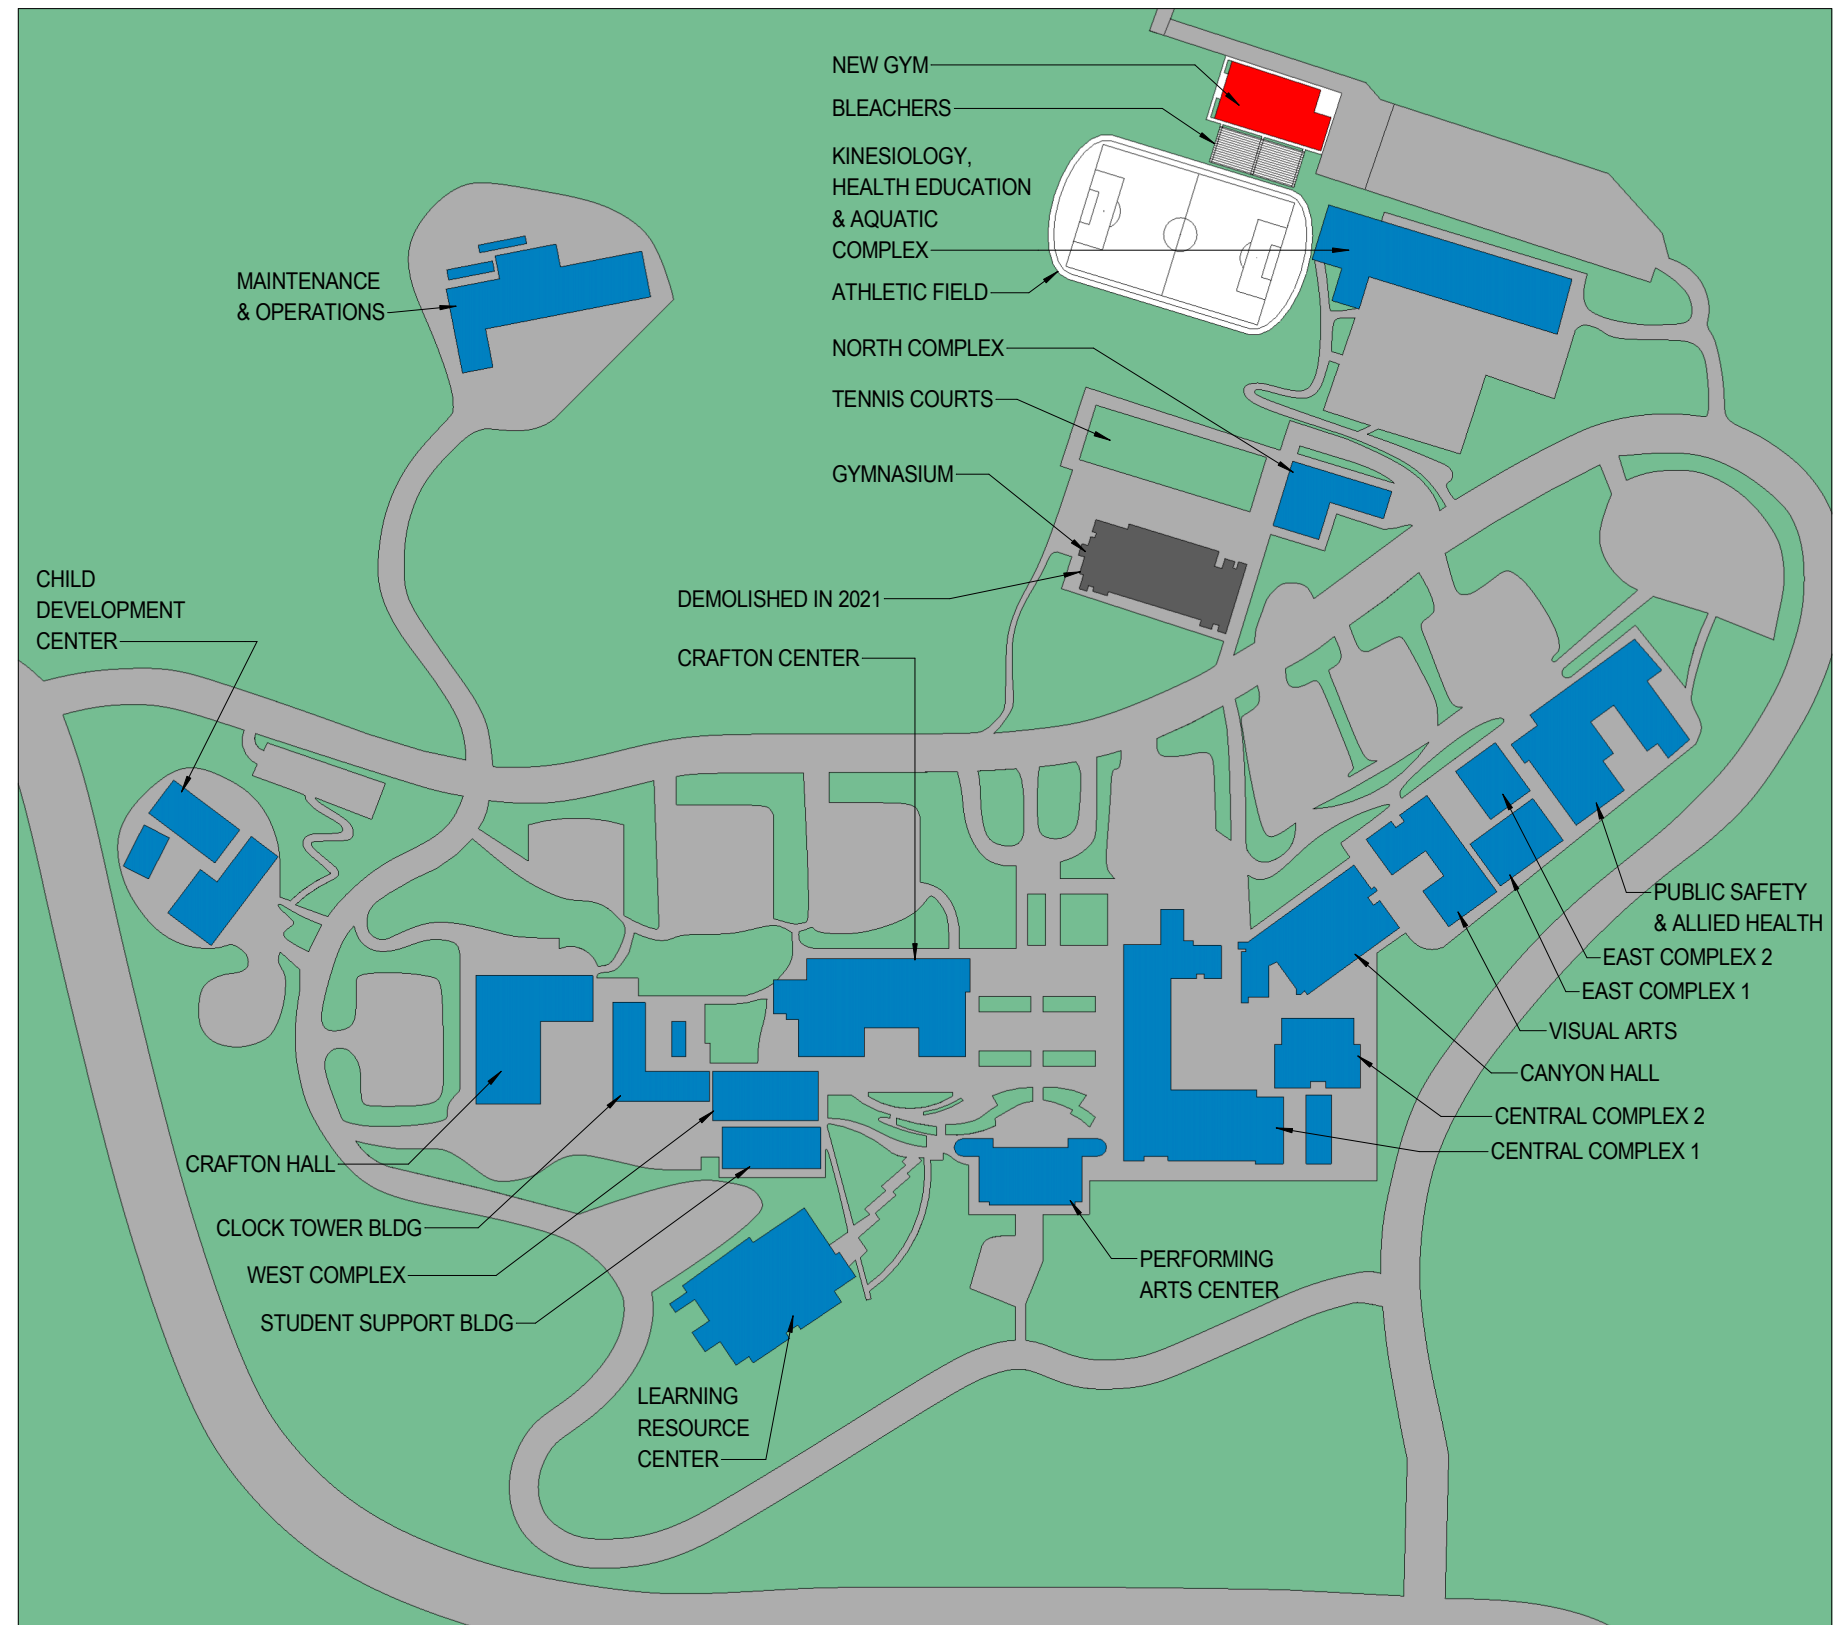 NEW GYM
BLEACHERS
KINESIOLOGY,
HEALTH EDUCATION
& AQUATIC
COMPLEX
ATHLETIC FIELD
NORTH COMPLEX
TENNIS COURTS
GYMNASIUM
DEMOLISHED IN 2021
CRAFTON CENTER
MAINTENANCE
& OPERATIONS
CHILD
DEVELOPMENT
CENTER
PUBLIC SAFETY
& ALLIED HEALTH
EAST COMPLEX 2
EAST COMPLEX 1
VISUAL ARTS
CANYON HALL
CENTRAL COMPLEX 2
CENTRAL COMPLEX 1
CRAFTON HALL
CLOCK TOWER BLDG
WEST COMPLEX
STUDENT SUPPORT BLDG
PERFORMING
ARTS CENTER
LEARNING
RESOURCE
CENTER